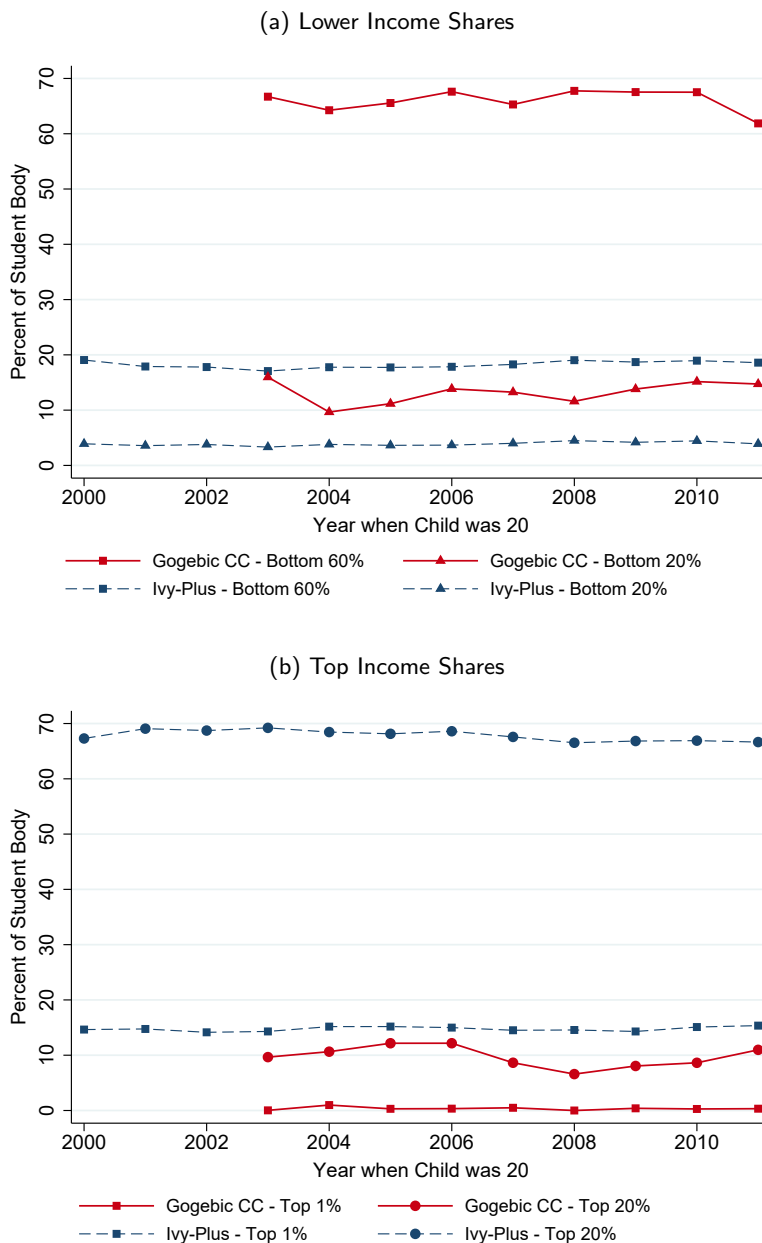 (a) Lower Income Shares
Percent of Student Body
70
60
50
40
30
20
10
0
2000 2002 2004 2006 2008 2010
Year when Child was 20
Gogebic CC - Bottom 60% Gogebic CC - Bottom 20%
Ivy-Plus - Bottom 60% Ivy-Plus - Bottom 20%
(b) Top Income Shares
Percent of Student Body
70
60
50
40
30
20
10
0
2000 2002 2004 2006 2008 2010
Year when Child was 20
Gogebic CC - Top 1% Gogebic CC - Top 20%
Ivy-Plus - Top 1% Ivy-Plus - Top 20%